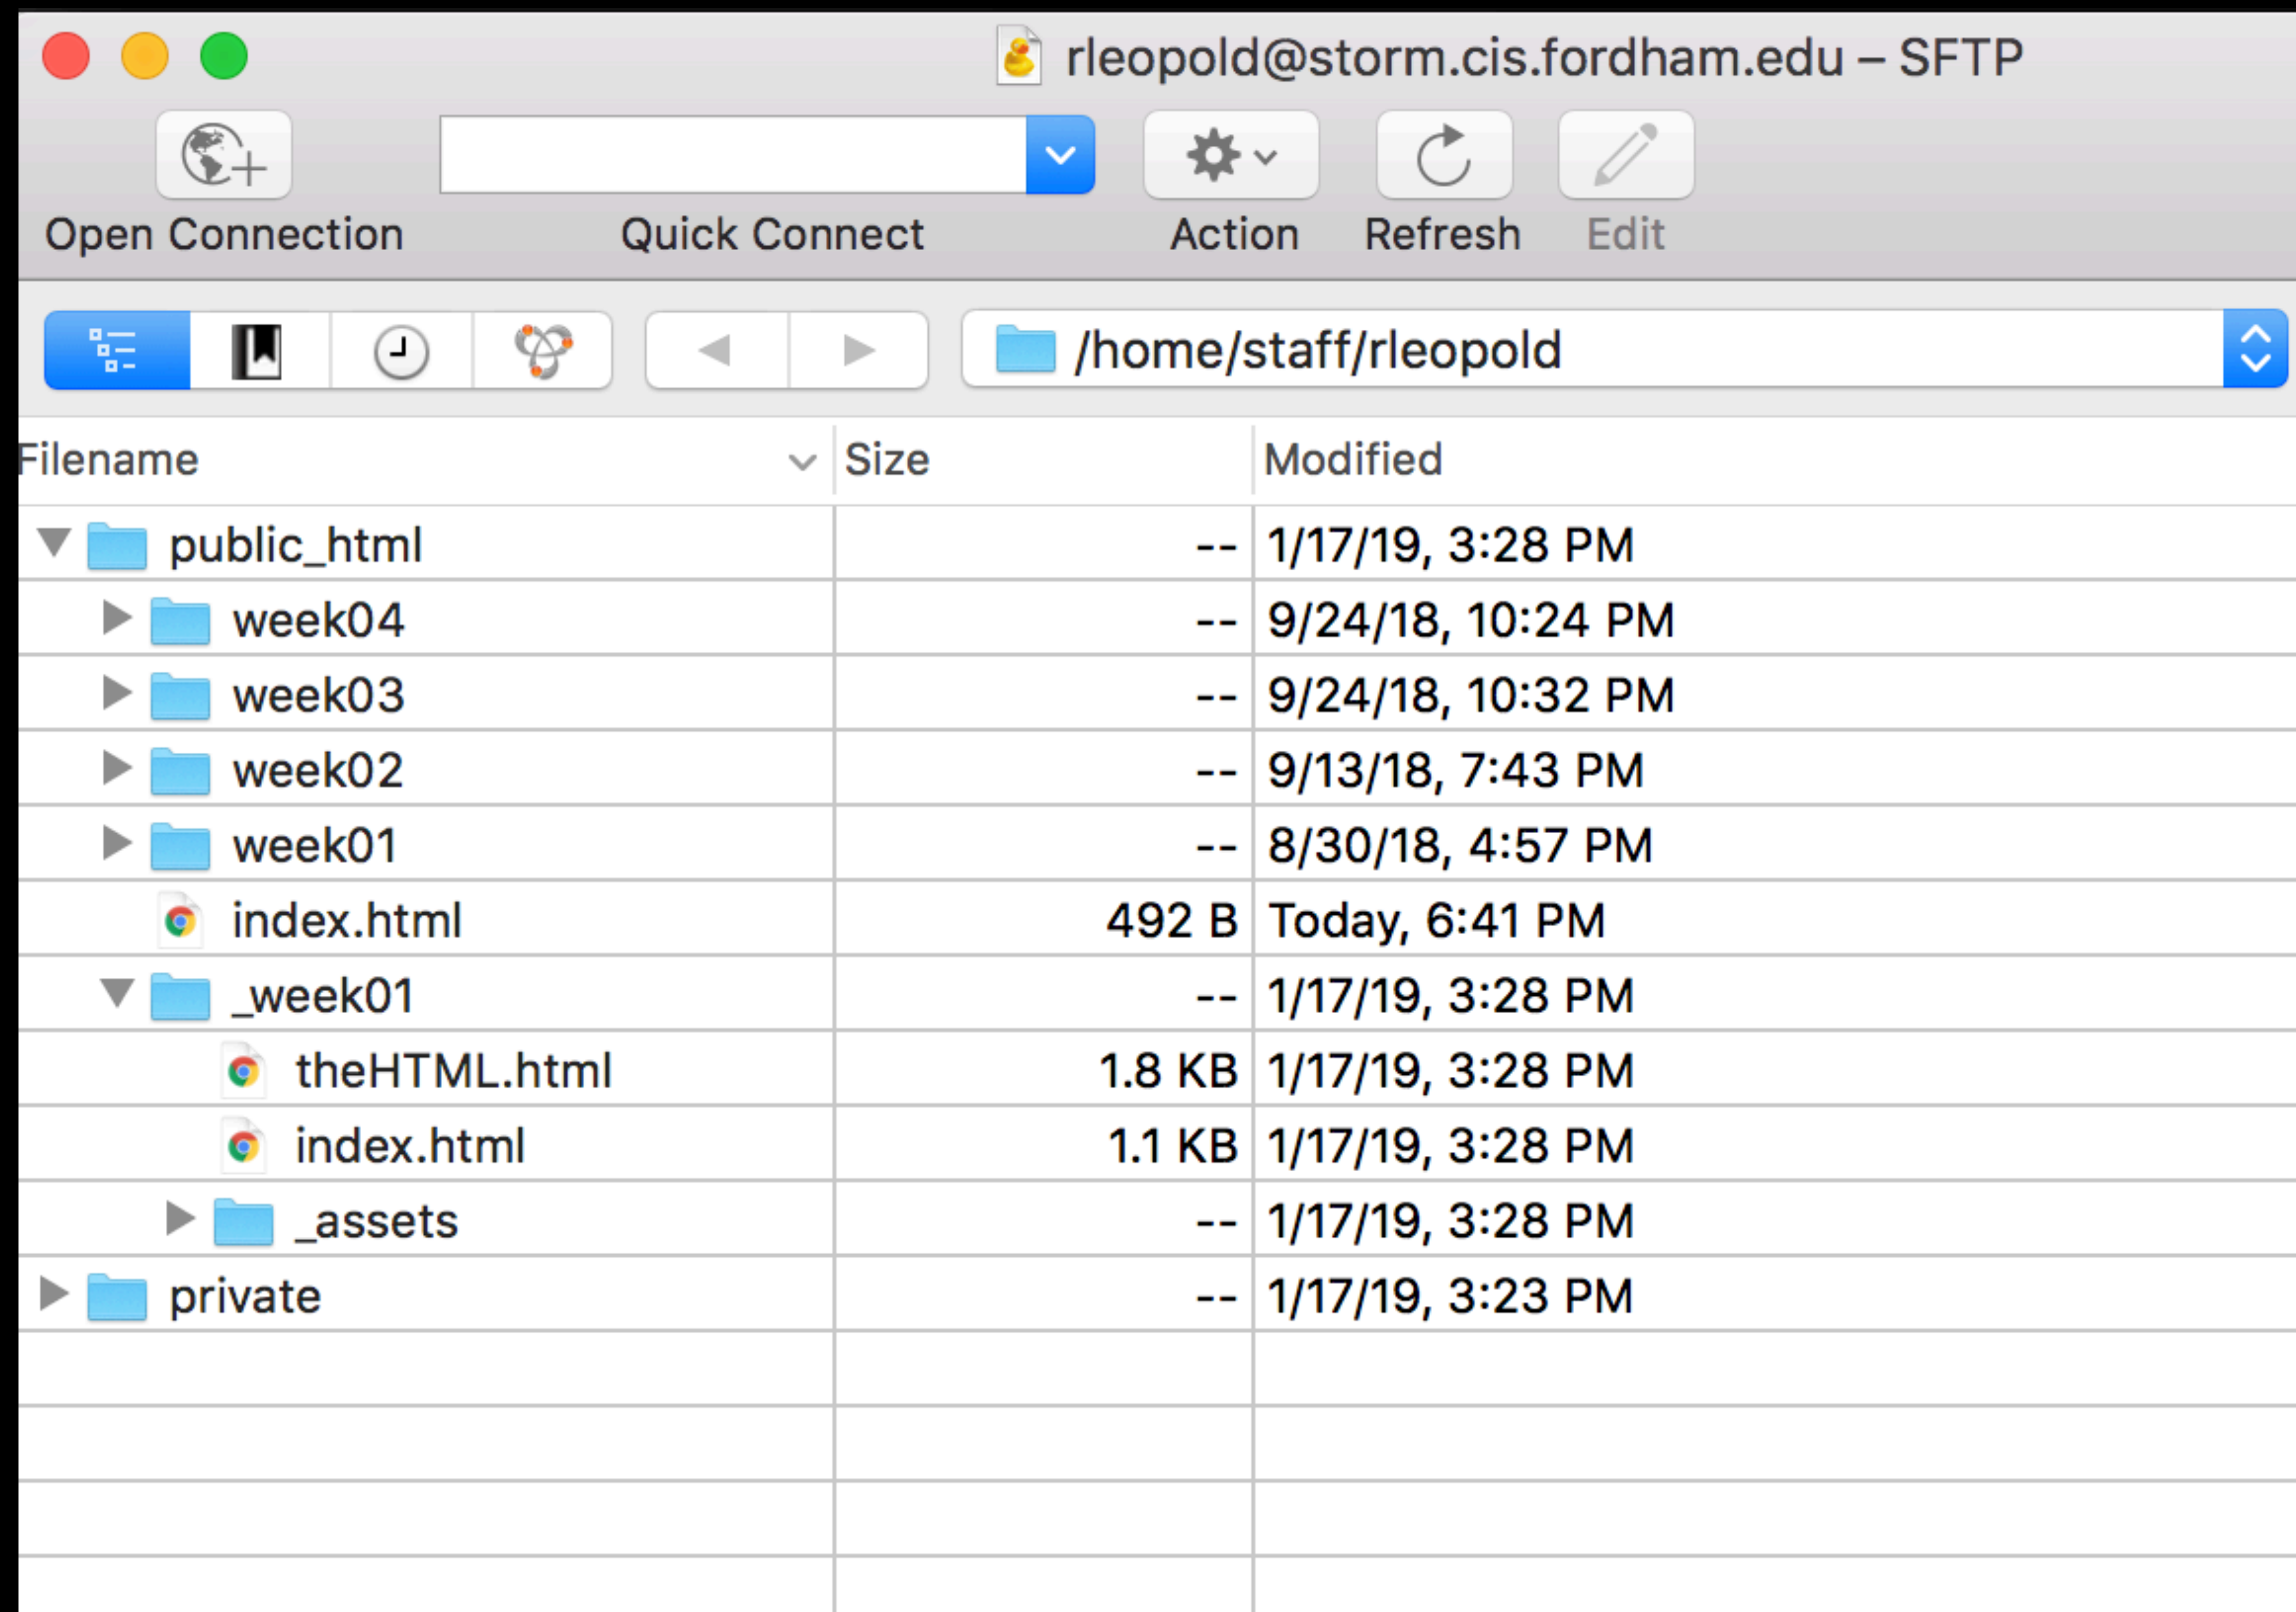 rleopold@storm.cis.fordham.edu – SFTP
Open Connection Quick Connect Action Refresh Edit
/home/staff/rleopold
Filename Size Modified
public_html -- 1/17/19, 3:28 PM
week04 -- 9/24/18, 10:24 PM
week03 -- 9/24/18, 10:32 PM
week02 -- 9/13/18, 7:43 PM
week01 -- 8/30/18, 4:57 PM
index.html 492 B Today, 6:41 PM
_week01 -- 1/17/19, 3:28 PM
theHTML.html 1.8 KB 1/17/19, 3:28 PM
index.html 1.1 KB 1/17/19, 3:28 PM
_assets -- 1/17/19, 3:28 PM
private -- 1/17/19, 3:23 PM